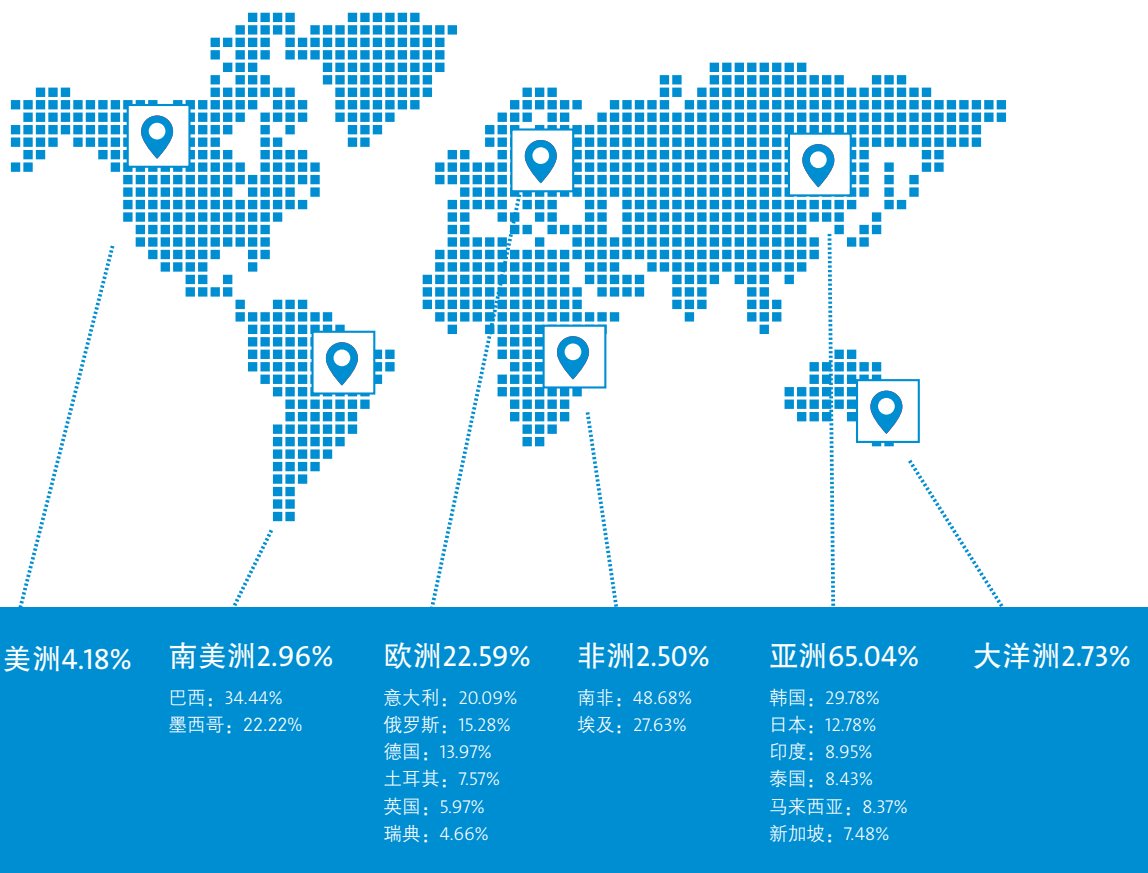 美洲4.18%
南美洲2.96%
巴西：34.44%
墨西哥：22.22%
欧洲22.59%
意大利：20.09%
俄罗斯：15.28%
德国：13.97%
土耳其：7.57%
英国：5.97%
瑞典：4.66%
非洲2.50%
南非：48.68%
埃及：27.63%
亚洲65.04%
韩国：29.78%
日本：12.78%
印度：8.95%
泰国：8.43%
马来西亚：8.37%
新加坡：7.48%
大洋洲2.73%